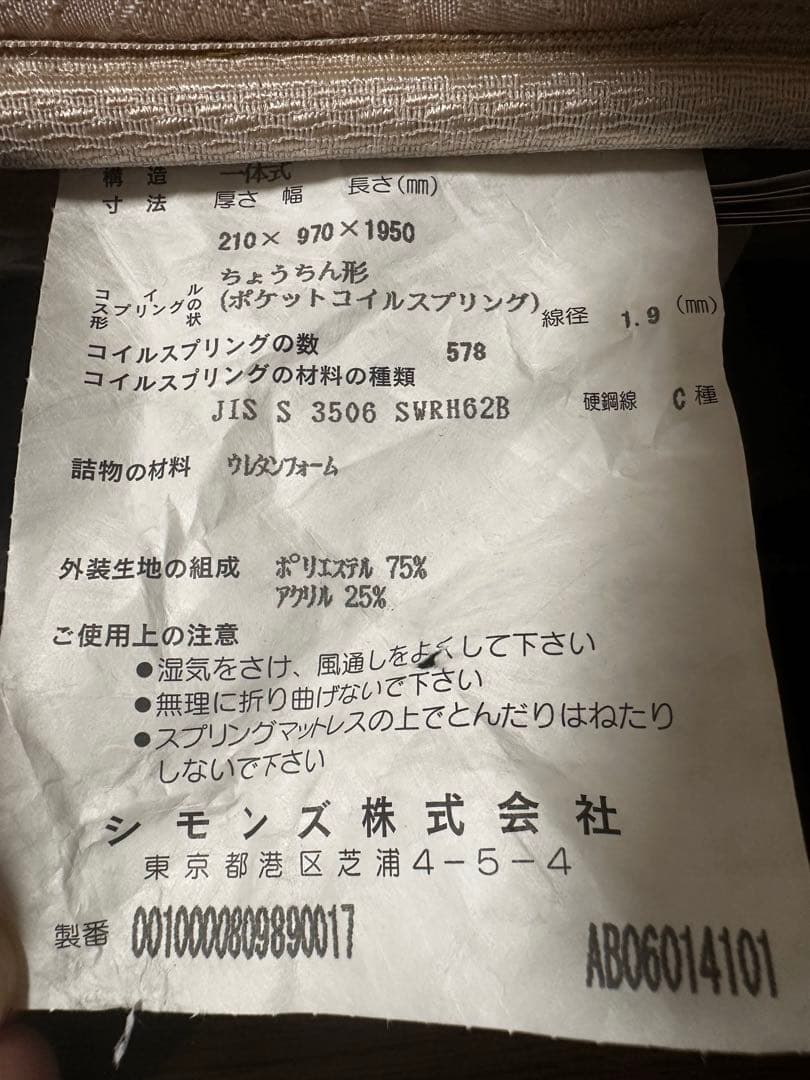 構造 一体式
寸法 厚さ 幅 長さ(mm)
210× 970×1950
コイルスプリングの形状 ちょうちん形
(ポケットコイルスプリング) 線径 1.9 (mm)
コイルスプリングの数 578
コイルスプリングの材料の種類
JIS S 3506 SWRH62B 硬鋼線 C 種
詰物の材料 ウレタンフォーム
外装生地の組成 ポリエステル 75%
アクリル 25%
ご使用上の注意
●湿気をさけ、風通しをよくして下さい
●無理に折り曲げないで下さい
●スプリングマットレスの上でとんだりはねたり
しないで下さい
シモンズ株式会社
東京都港区芝浦4-5-4
製番 0010000809890017 AB06014101